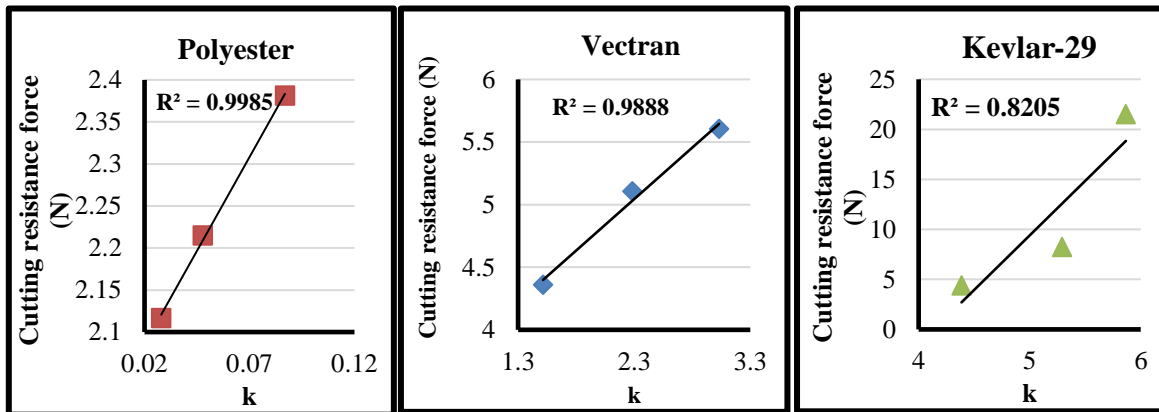 Polyester
R² = 0.9985
Cutting resistance force
(N)
2.4
2.35
2.3
2.25
2.2
2.15
2.1
0.02
0.07
0.12
k
Vectran
R² = 0.9888
Cutting resistance force (N)
6
5.5
5
4.5
4
1.3
2.3
3.3
k
Kevlar-29
R² = 0.8205
Cutting resistance force
(N)
25
20
15
10
5
0
4
5
6
k